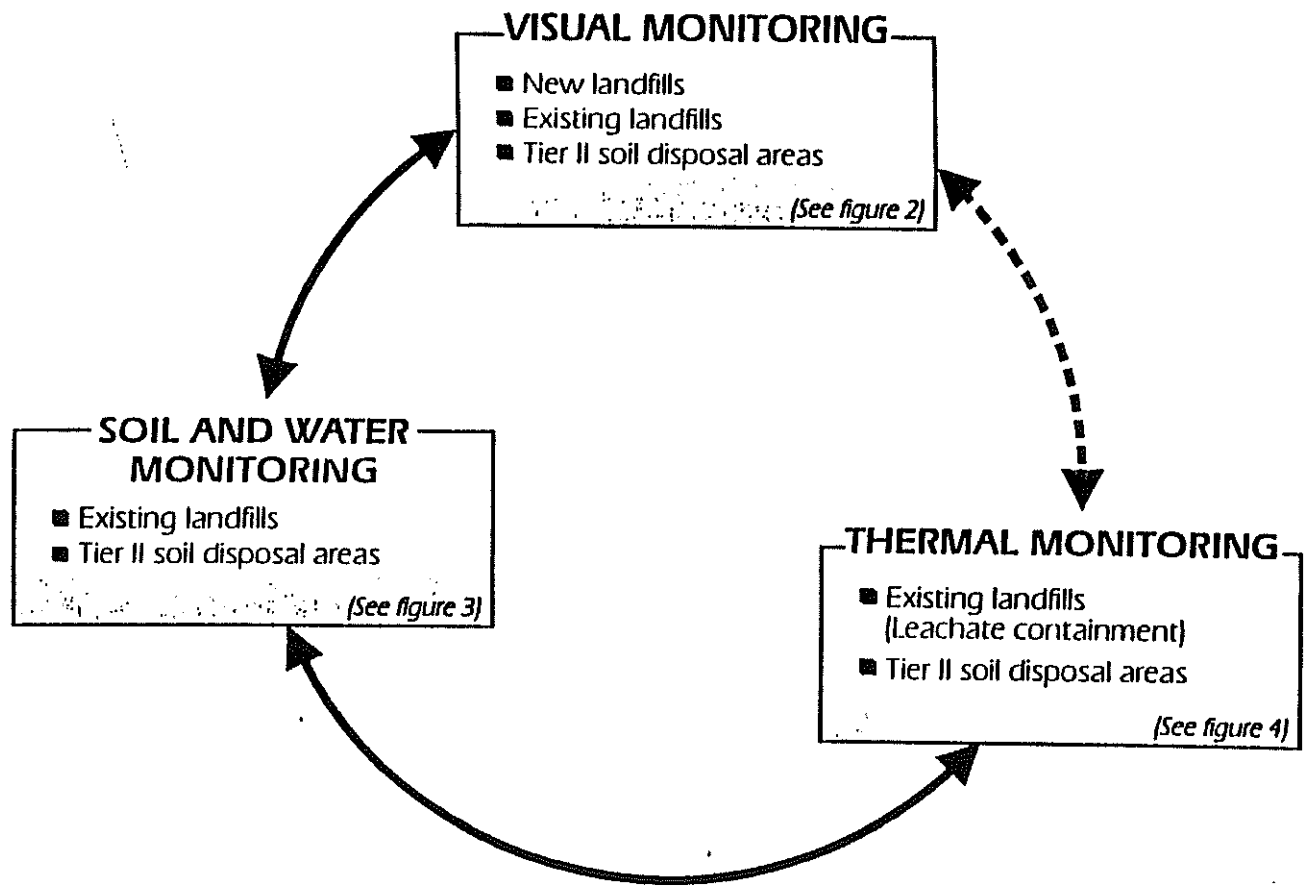 VISUAL MONITORING
■ New landfills
■ Existing landfills
■ Tier II soil disposal areas
(See figure 2)
SOIL AND WATER
MONITORING
■ Existing landfills
■ Tier II soil disposal areas
(See figure 3)
THERMAL MONITORING
■ Existing landfills
(Leachate containment)
■ Tier II soil disposal areas
(See figure 4)